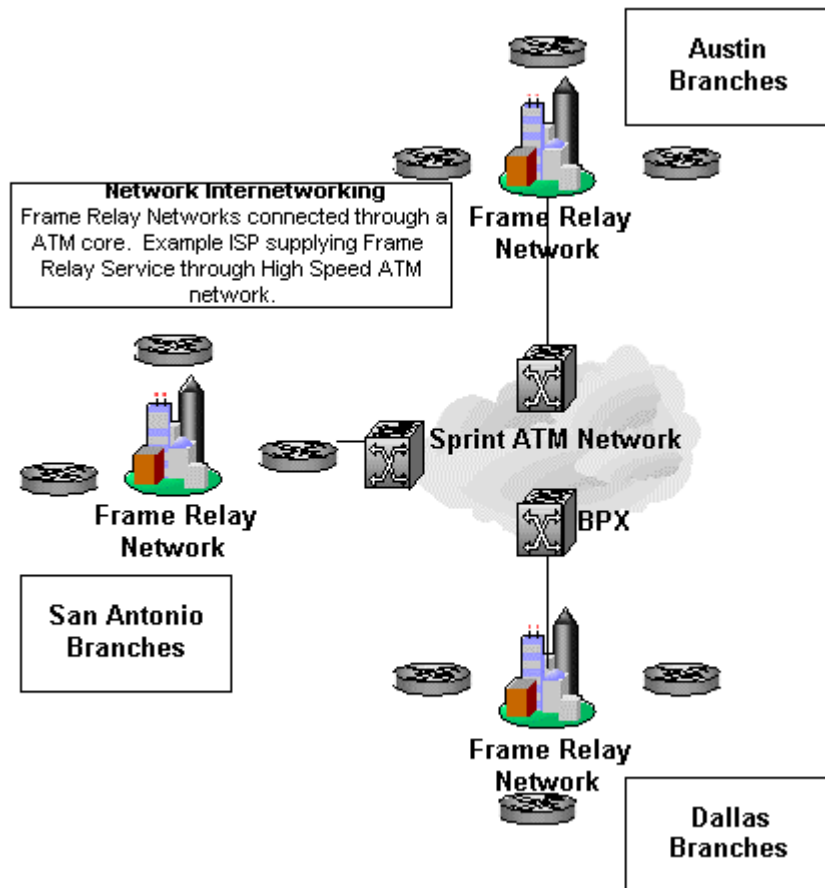 Austin
Branches
Network Internetworking
Frame Relay Networks connected through a
ATM core.  Example ISP supplying Frame
Relay Service through High Speed ATM
network.
Frame Relay
Network
Sprint ATM Network
Frame Relay
Network
BPX
San Antonio
Branches
Frame Relay
Network
Dallas
Branches